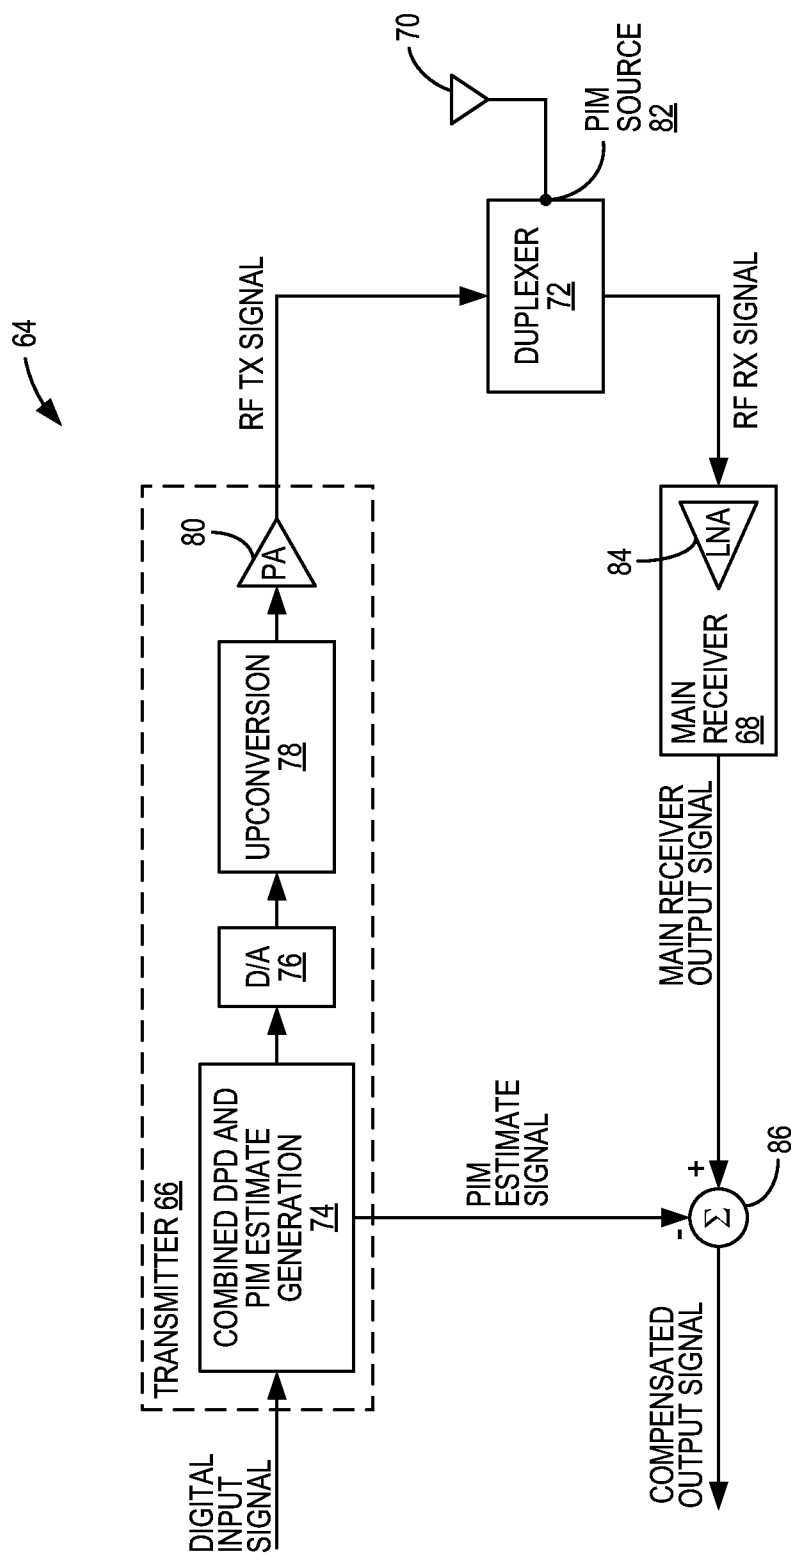 64
TRANSMITTER 66
DIGITAL
INPUT
SIGNAL
COMBINED DPD AND
PIM ESTIMATE
GENERATION
74
D/A
76
UPCONVERSION
78
80
PA
RF TX SIGNAL
70
DUPLEXER
72
PIM
SOURCE
82
PIM
ESTIMATE
SIGNAL
RF RX SIGNAL
84
LNA
MAIN
RECEIVER
68
MAIN RECEIVER
OUTPUT SIGNAL
+
-
Σ
86
COMPENSATED
OUTPUT SIGNAL